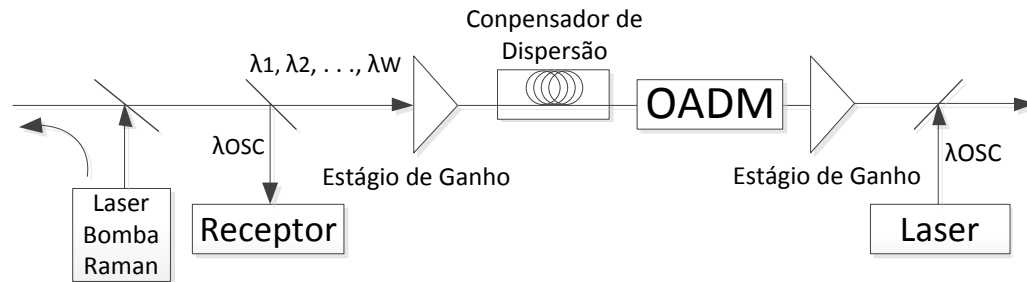 Conpensador de
Dispersão
λ1, λ2, . . ., λW
OADM
λOSC
λOSC
Estágio de Ganho
Estágio de Ganho
Laser
Bomba
Raman
Receptor
Laser